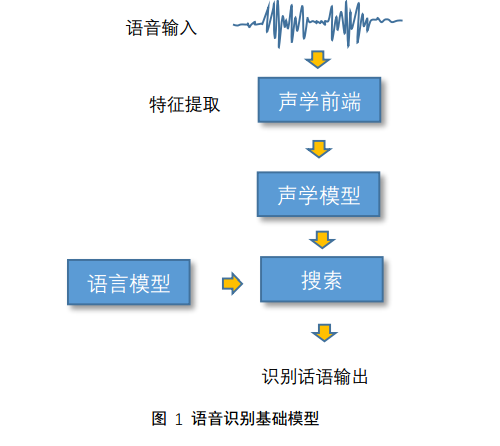 语音输入
特征提取
声学前端
声学模型
语言模型
搜索
识别话语输出
图 1 语音识别基础模型